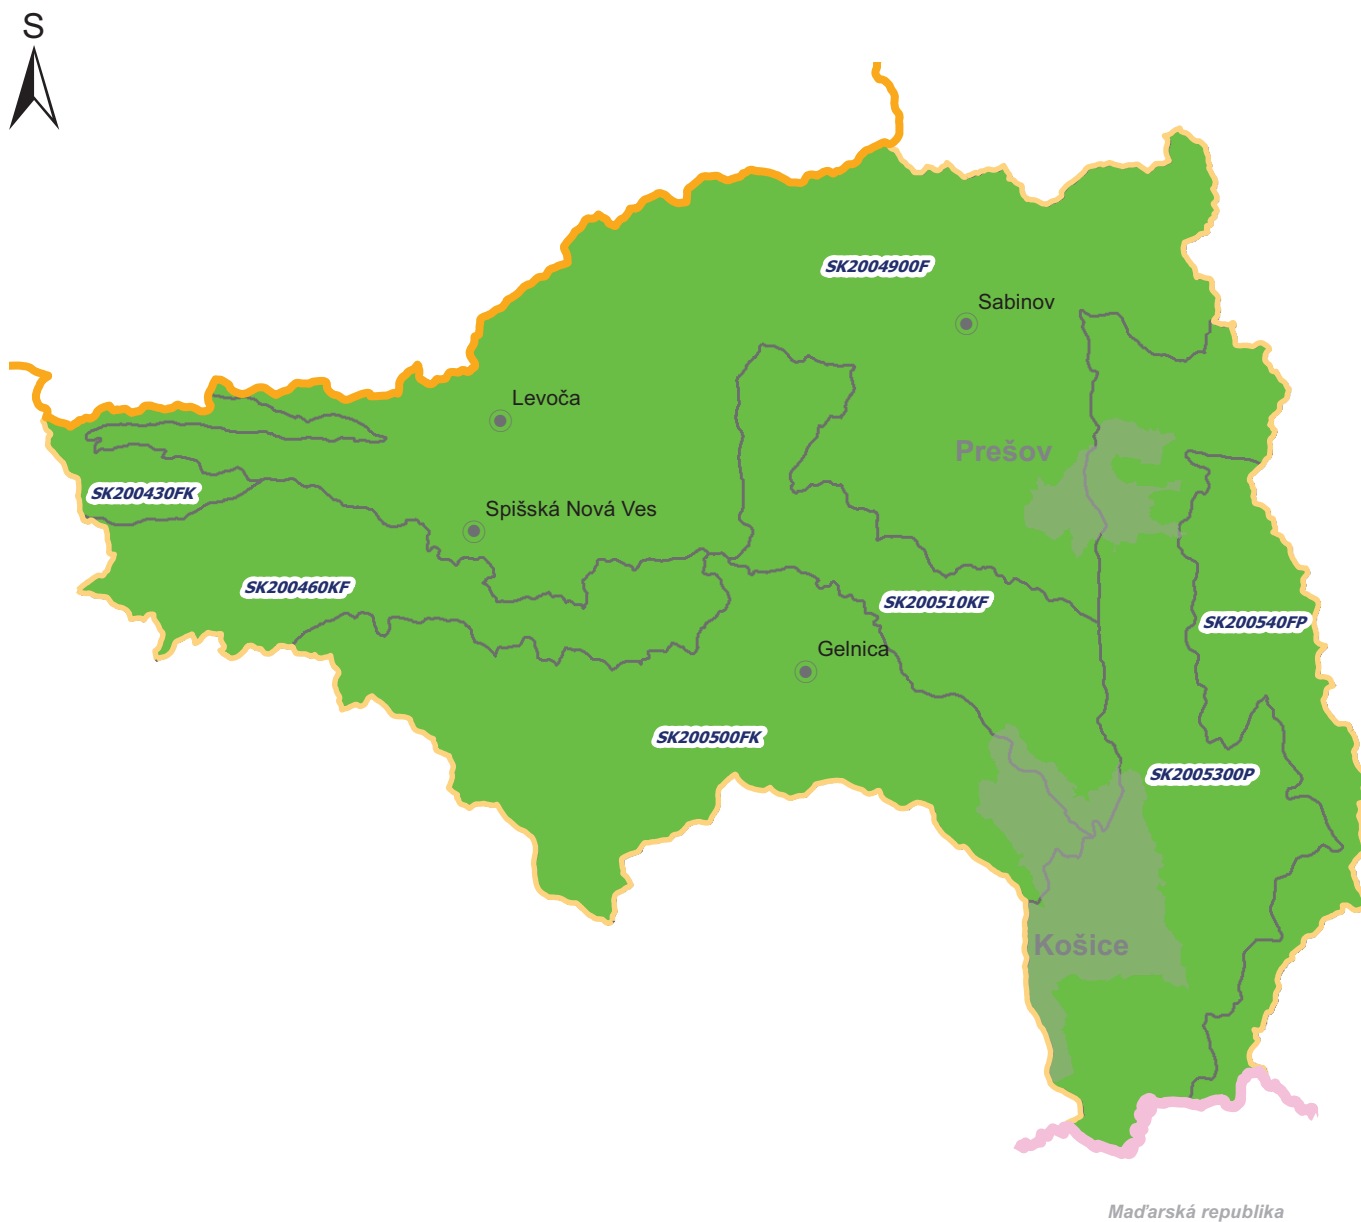 S
SK2004900F
Sabinov
Levoča
Prešov
SK200430FK
Spišská Nová Ves
SK200460KF
SK200510KF
SK200540FP
Gelnica
SK200500FK
SK2005300P
Košice
Maďarská republika